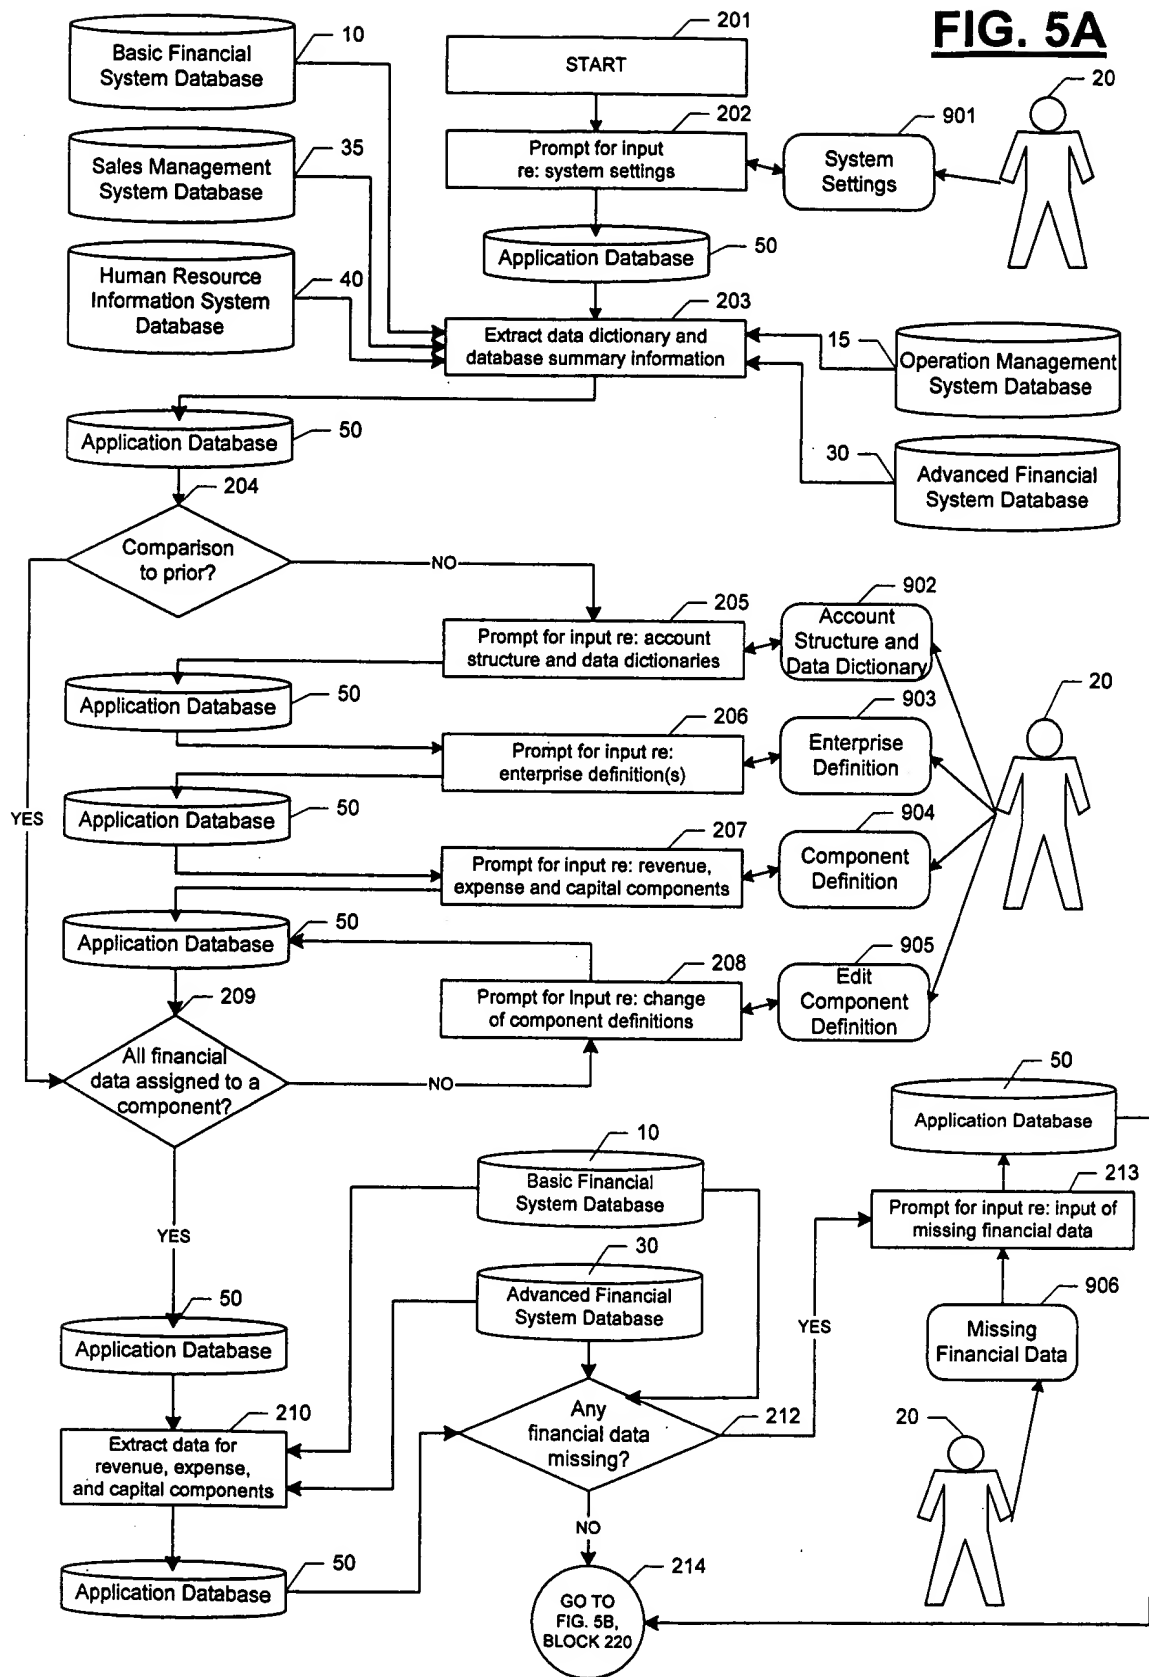 FIG. 5A
10
Basic Financial
System Database
201
START
20
202
Prompt for input
re: system settings
901
System
Settings
35
Sales Management
System Database
50
Application Database
40
Human Resource
Information System
Database
203
Extract data dictionary and
database summary information
15
Operation Management
System Database
50
Application Database
30
Advanced Financial
System Database
204
Comparison
to prior?
NO
YES
205
Prompt for input re: account
structure and data dictionaries
902
Account
Structure and
Data Dictionary
50
Application Database
20
206
Prompt for input re:
enterprise definition(s)
903
Enterprise
Definition
50
Application Database
207
Prompt for input re: revenue,
expense and capital components
904
Component
Definition
50
Application Database
208
Prompt for Input re: change
of component definitions
905
Edit
Component
Definition
209
All financial
data assigned to a
component?
NO
YES
50
Application Database
10
Basic Financial
System Database
213
Prompt for input re: input of
missing financial data
30
Advanced Financial
System Database
906
Missing
Financial Data
YES
50
Application Database
210
Extract data for
revenue, expense,
and capital components
Any
financial data
missing?
212
20
NO
50
Application Database
214
GO TO
FIG. 5B,
BLOCK 220